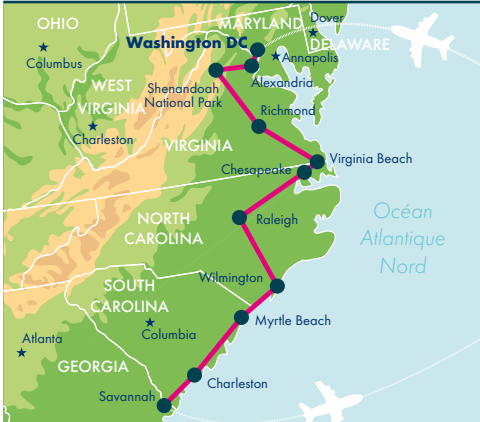 OHIO
MARYLAND
Dover
Washington DC
DELAWARE
Columbus
Annapolis
Shenandoah
National Park
Alexandria
WEST
VIRGINIA
Richmond
Charleston
VIRGINIA
Virginia Beach
Chesapeake
NORTH
CAROLINA
Raleigh
Océan
Atlantique
Nord
Wilmington
SOUTH
CAROLINA
Myrtle Beach
Columbia
Atlanta
GEORGIA
Charleston
Savannah